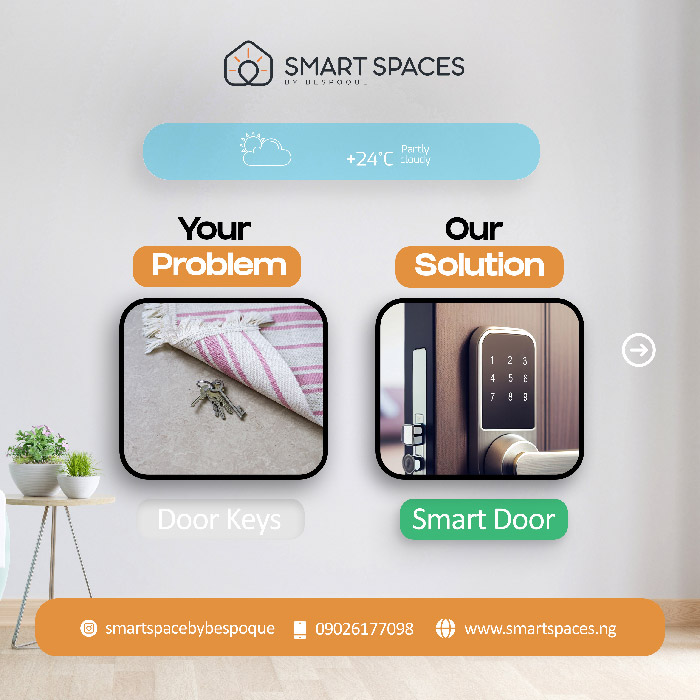 SMART SPACES
BY BESPOQUE
+24°C Partly cloudy
Your
Problem
Our
Solution
1 2 3
4 5 6
7 8 9
Door Keys
Smart Door
smartspacebybespoque 09026177098 www.smartspaces.ng